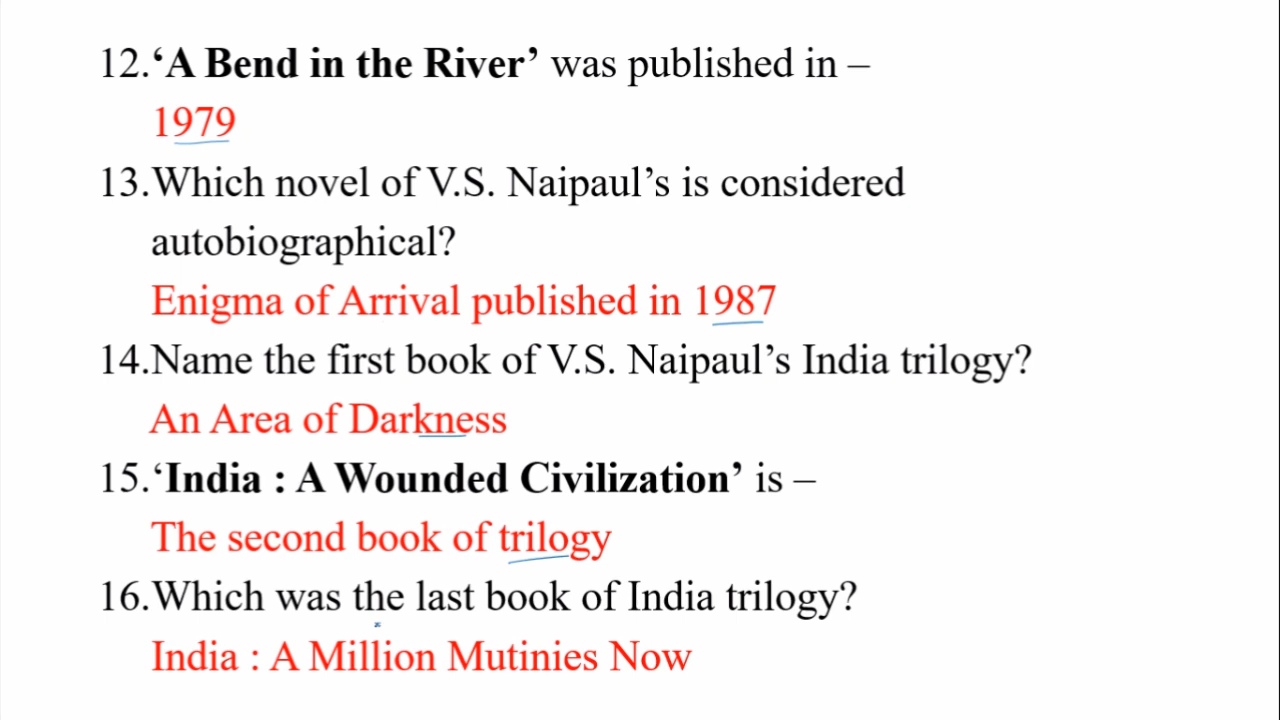 12.‘A Bend in the River’ was published in –
1979
13.Which novel of V.S. Naipaul’s is considered
autobiographical?
Enigma of Arrival published in 1987
14.Name the first book of V.S. Naipaul’s India trilogy?
An Area of Darkness
15.‘India : A Wounded Civilization’ is –
The second book of trilogy
16.Which was the last book of India trilogy?
India : A Million Mutinies Now